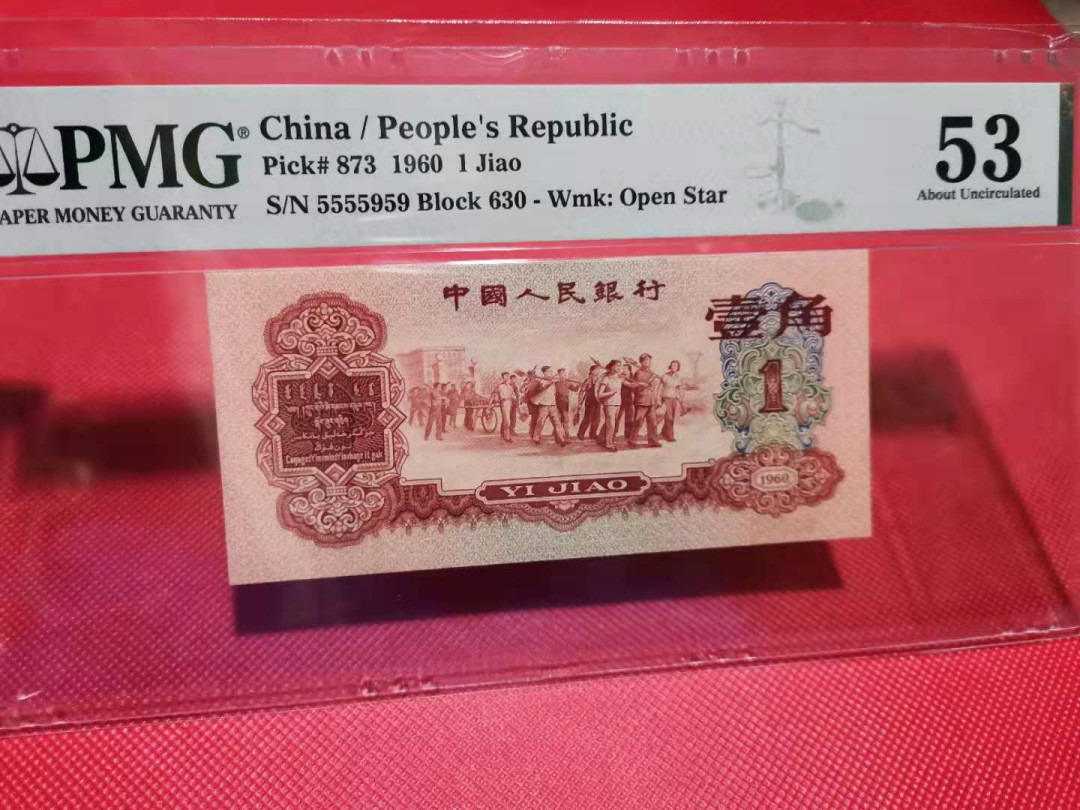 PMG® China / People's Republic
Pick# 873 1960 1 Jiao
S/N 5555959 Block 630 - Wmk: Open Star
APER MONEY GUARANTY
53
About Uncirculated
中國人民銀行
壹角
1
YI JIAO
1960